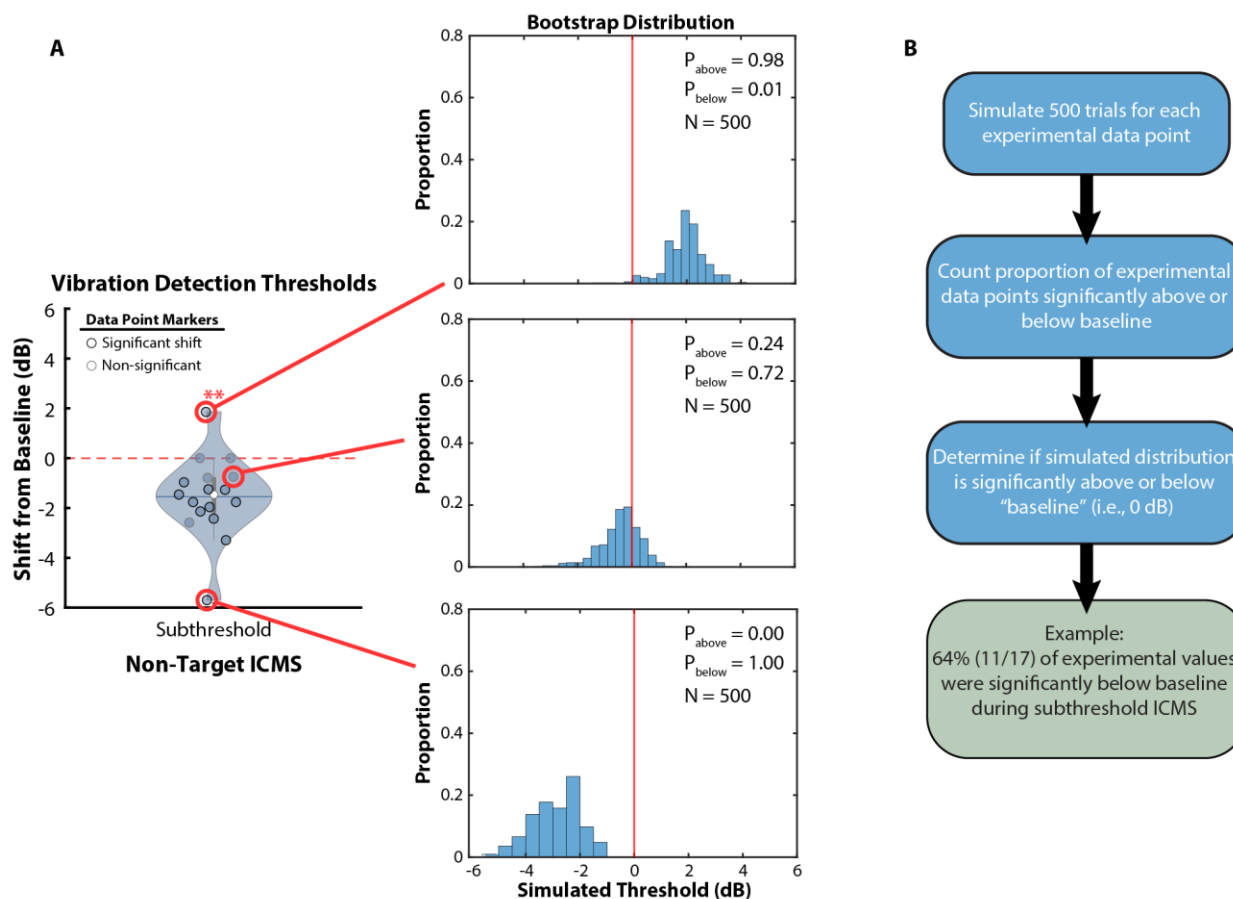 A
Vibration Detection Thresholds
Shift from Baseline (dB)
6
4
2
0
-2
-4
-6
Data Point Markers
Significant shift
Non-significant
**
Subthreshold
Non-Target ICMS
Bootstrap Distribution
Proportion
0.8
0.6
0.4
0.2
0
P above = 0.98
P below = 0.01
N = 500
Proportion
0.8
0.6
0.4
0.2
0
P above = 0.24
P below = 0.72
N = 500
Proportion
0.8
0.6
0.4
0.2
0
P above = 0.00
P below = 1.00
N = 500
-6 -4 -2 0 2 4 6
Simulated Threshold (dB)
B
Simulate 500 trials for each
experimental data point
Count proportion of experimental
data points significantly above or
below baseline
Determine if simulated distribution
is significantly above or below
“baseline” (i.e., 0 dB)
Example:
64% (11/17) of experimental values
were significantly below baseline
during subthreshold ICMS